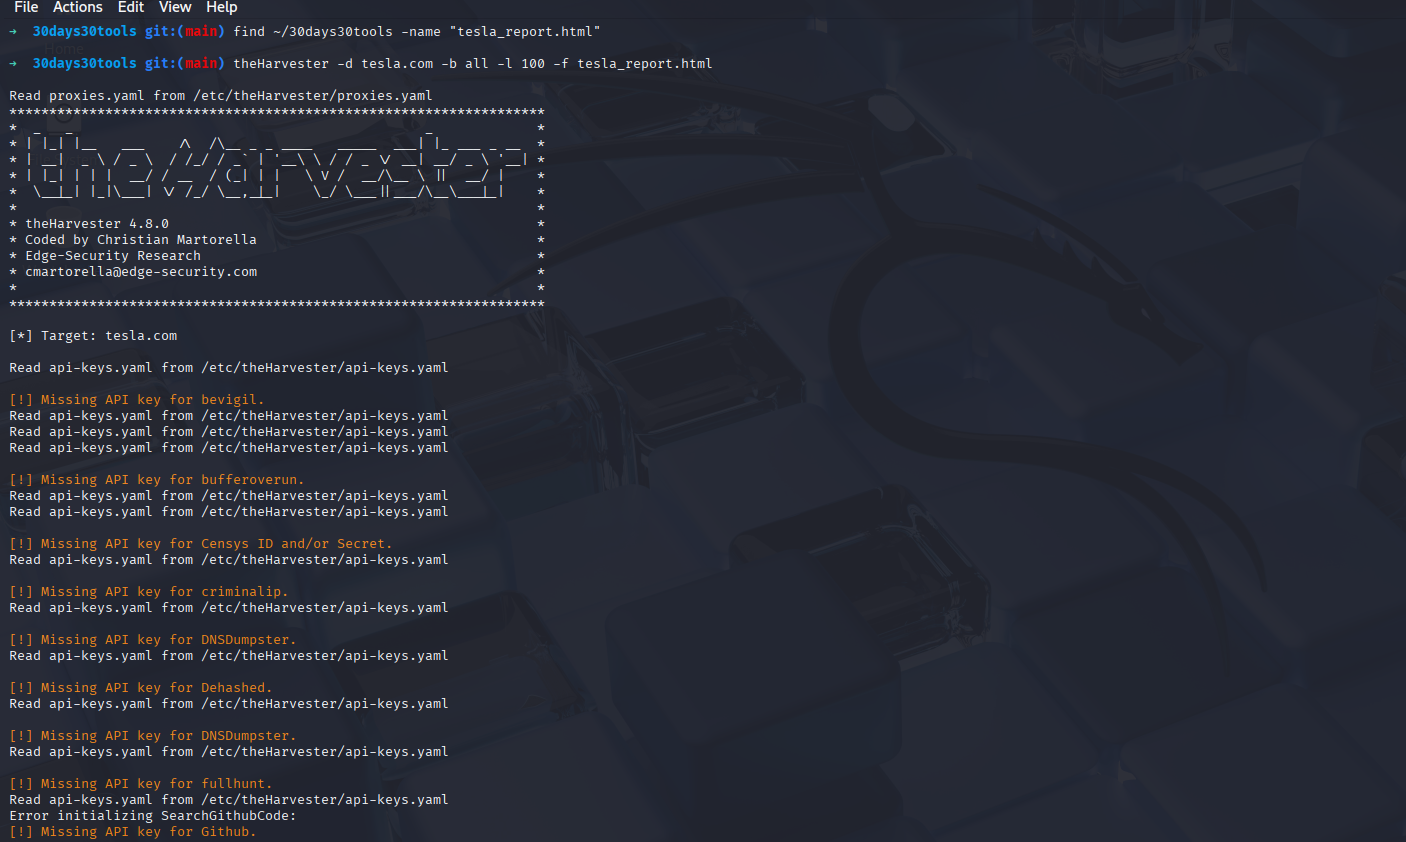 File Actions Edit View Help
→ 30days30tools git:(main) find ~/30days30tools -name "tesla_report.html"
→ 30days30tools git:(main) theHarvester -d tesla.com -b all -l 100 -f tesla_report.html
Read proxies.yaml from /etc/theHarvester/proxies.yaml
*******************************************************************
theHarvester
* theHarvester 4.8.0 *
* Coded by Christian Martorella *
* Edge-Security Research *
* cmartorella@edge-security.com *
* *
*******************************************************************
[*] Target: tesla.com
Read api-keys.yaml from /etc/theHarvester/api-keys.yaml
[!] Missing API key for bevigil.
Read api-keys.yaml from /etc/theHarvester/api-keys.yaml
Read api-keys.yaml from /etc/theHarvester/api-keys.yaml
Read api-keys.yaml from /etc/theHarvester/api-keys.yaml
[!] Missing API key for bufferoverun.
Read api-keys.yaml from /etc/theHarvester/api-keys.yaml
Read api-keys.yaml from /etc/theHarvester/api-keys.yaml
[!] Missing API key for Censys ID and/or Secret.
Read api-keys.yaml from /etc/theHarvester/api-keys.yaml
[!] Missing API key for criminalip.
Read api-keys.yaml from /etc/theHarvester/api-keys.yaml
[!] Missing API key for DNSDumpster.
Read api-keys.yaml from /etc/theHarvester/api-keys.yaml
[!] Missing API key for Dehashed.
Read api-keys.yaml from /etc/theHarvester/api-keys.yaml
[!] Missing API key for DNSDumpster.
Read api-keys.yaml from /etc/theHarvester/api-keys.yaml
[!] Missing API key for fullhunt.
Read api-keys.yaml from /etc/theHarvester/api-keys.yaml
Error initializing SearchGithubCode:
[!] Missing API key for Github.